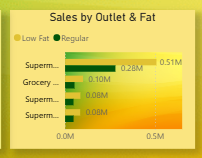 Sales by Outlet & Fat
Low Fat Regular
Superm... 0.51M
0.28M
Grocery ... 0.10M
Superm... 0.08M
Superm... 0.08M
0.0M 0.5M